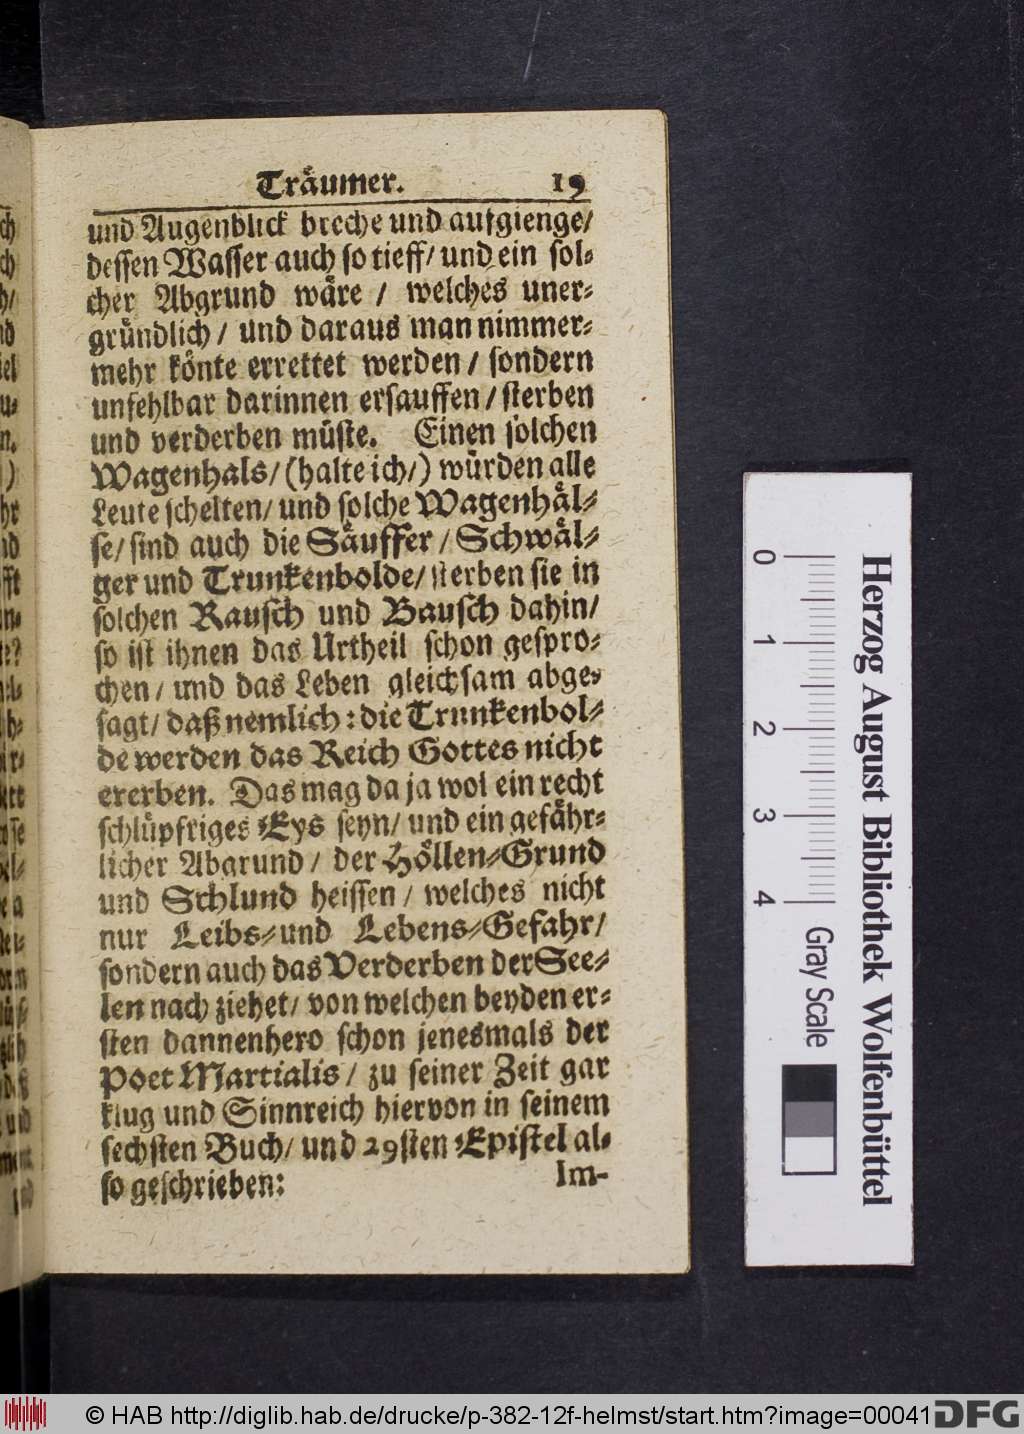 Träumer. 19
und Augenblick breche und aufgienge/
dessen Wasser auch so tieff/ und ein sol-
cher Abgrund wäre / welches uner-
gründlich / und daraus man nimmer-
mehr könte errettet werden / sondern
unfehlbar darinnen ersauffen / sterben
und verderben müste. Einen solchen
Wagenhals/ (halte ich/) würden alle
Leute schelten/ und solche Wagenhäl-
se/ sind auch die Säuffer / Schwäl-
ger und Trunkenbolde/ sterben sie in
solchen Rausch und Bausch dahin/
so ist ihnen das Urtheil schon gespro-
chen / und das Leben gleichsam abge-
sagt/ daß nemlich: die Trunkenbol-
de werden das Reich Gottes nicht
ererben. Das mag da ja wol ein recht
schlüpfriges Eys seyn/ und ein gefähr-
licher Abgrund / der Höllen-Grund
und Schlund heissen / welches nicht
nur Leibs- und Lebens-Gefahr/
sondern auch das Verderben der See-
len nach ziehet/ von welchen beyden er-
sten dannenhero schon jenesmals der
Poet Martialis / zu seiner Zeit gar
klug und Sinnreich hiervon in seinem
sechsten Buch/ und 29sten Epistel al-
so geschrieben:
Im-
0 1 2 3 4
Gray Scale
Herzog August Bibliothek Wolfenbüttel
© HAB http://diglib.hab.de/drucke/p-382-12f-helmst/start.htm?image=00041
DFG